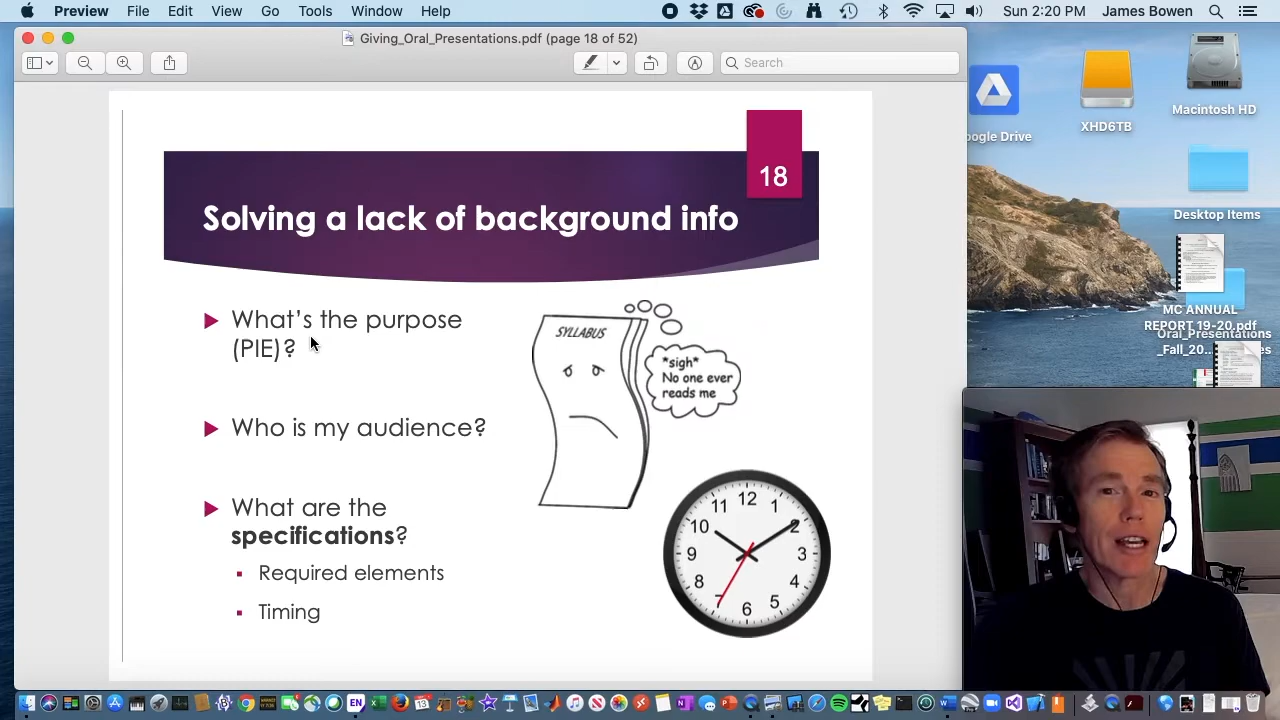 Preview File Edit View Go Tools Window Help Sun 2:20 PM James Bowen
Giving_Oral_Presentations.pdf (page 18 of 52)
Search
18
Solving a lack of background info
What's the purpose
(PIE)?
Who is my audience?
What are the
specifications?
Required elements
Timing
SYLLABUS
*sigh*
No one ever
reads me
12
1
2
3
4
5
6
7
8
9
10
11
oogle Drive
XHD6TB
Macintosh HD
Desktop Items
MC ANNUAL
REPORT 19-20.pdf
Oral_Presentations
_Fall_20...
EN